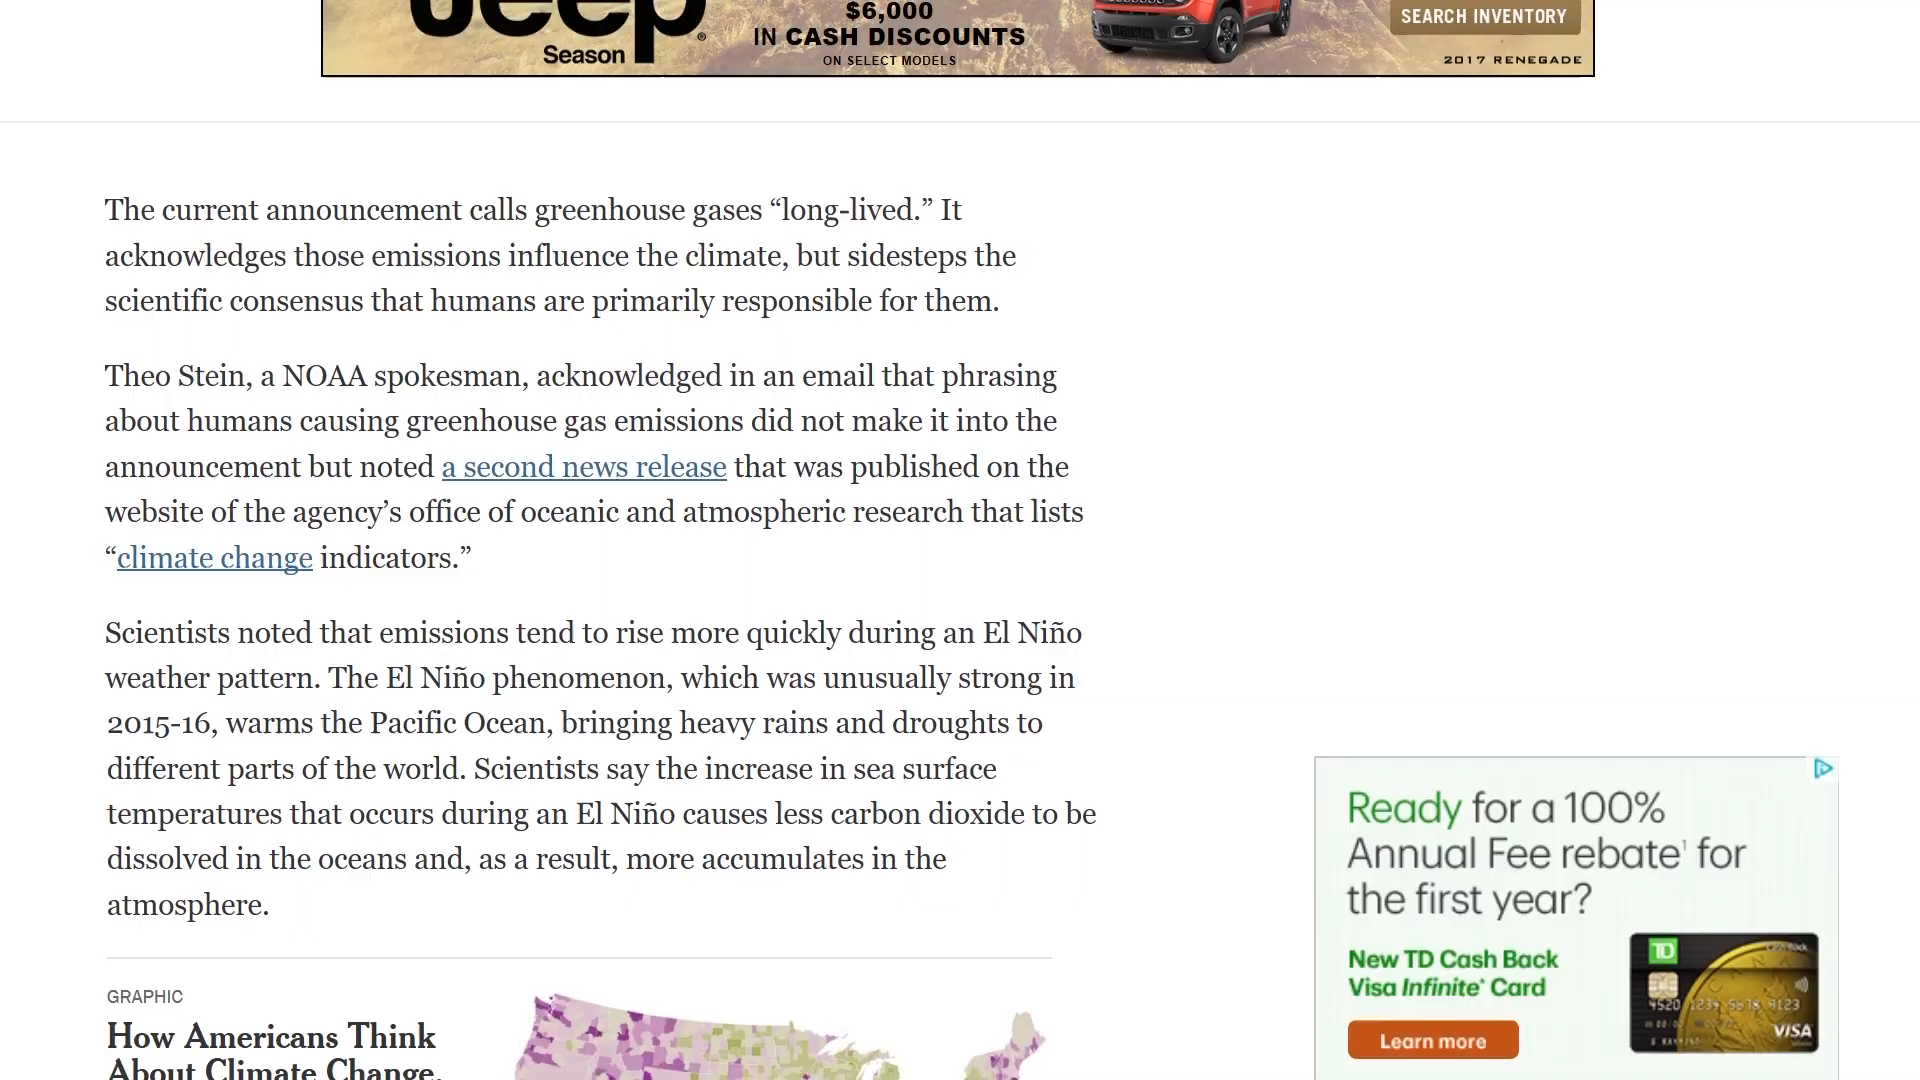 Jeep®
Season
$6,000
IN CASH DISCOUNTS
ON SELECT MODELS
SEARCH INVENTORY
2017 RENEGADE
The current announcement calls greenhouse gases “long-lived.” It
acknowledges those emissions influence the climate, but sidesteps the
scientific consensus that humans are primarily responsible for them.
Theo Stein, a NOAA spokesman, acknowledged in an email that phrasing
about humans causing greenhouse gas emissions did not make it into the
announcement but noted a second news release that was published on the
website of the agency’s office of oceanic and atmospheric research that lists
“climate change indicators.”
Scientists noted that emissions tend to rise more quickly during an El Niño
weather pattern. The El Niño phenomenon, which was unusually strong in
2015-16, warms the Pacific Ocean, bringing heavy rains and droughts to
different parts of the world. Scientists say the increase in sea surface
temperatures that occurs during an El Niño causes less carbon dioxide to be
dissolved in the oceans and, as a result, more accumulates in the
atmosphere.
GRAPHIC
How Americans Think
About Climate Change,
Ready for a 100%
Annual Fee rebate¹ for
the first year?
New TD Cash Back
Visa Infinite* Card
Learn more
TD
Cash Back
4520 1234 5678 9123
VISA